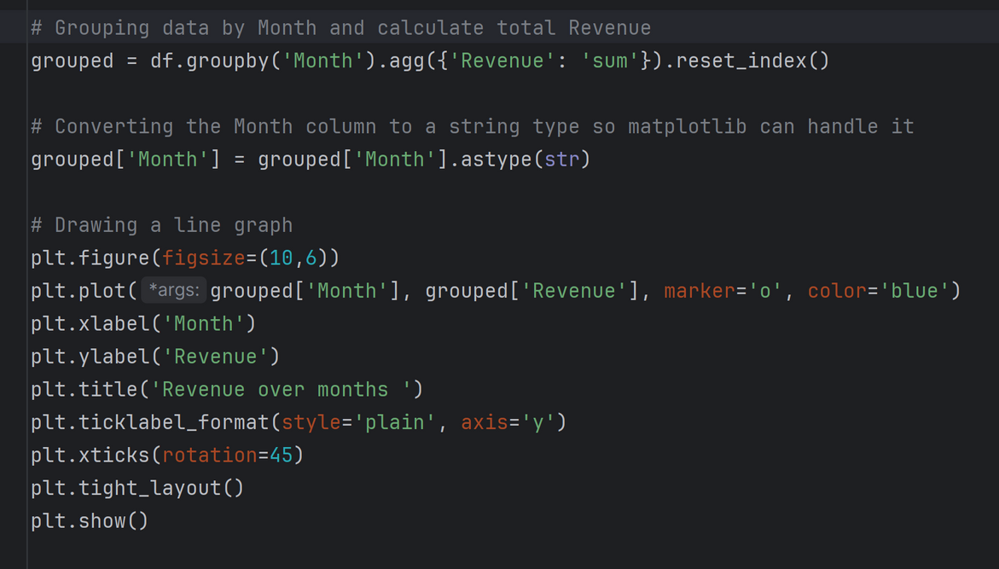 # Grouping data by Month and calculate total Revenue
grouped = df.groupby('Month').agg({'Revenue': 'sum'}).reset_index()
# Converting the Month column to a string type so matplotlib can handle it
grouped['Month'] = grouped['Month'].astype(str)
# Drawing a line graph
plt.figure(figsize=(10,6))
plt.plot( *args: grouped['Month'], grouped['Revenue'], marker='o', color='blue')
plt.xlabel('Month')
plt.ylabel('Revenue')
plt.title('Revenue over months ')
plt.ticklabel_format(style='plain', axis='y')
plt.xticks(rotation=45)
plt.tight_layout()
plt.show()